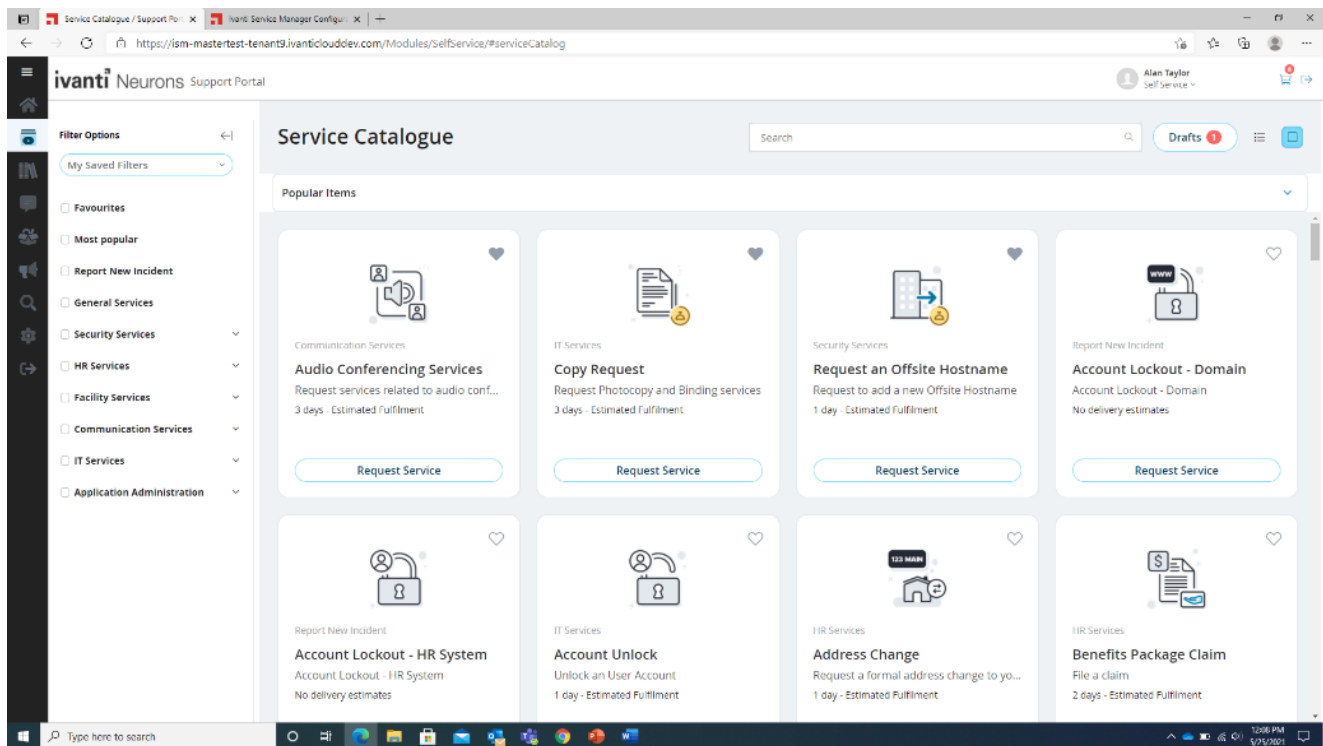 Service Catalogue / Support Port
Ivanti Service Manager Configur
https://ism-mastertest-tenant9.ivanticlouddev.com/Modules/SelfService/#serviceCatalog
ivanti Neurons Support Portal
Alan Taylor
Self Service
0
Filter Options
My Saved Filters
Favourites
Most popular
Report New Incident
General Services
Security Services
HR Services
Facility Services
Communication Services
IT Services
Application Administration
Service Catalogue
Search
Drafts 1
Popular Items
Communication Services
Audio Conferencing Services
Request services related to audio conf...
3 days - Estimated Fulfilment
Request Service
IT Services
Copy Request
Request Photocopy and Binding services
3 days - Estimated Fulfilment
Request Service
Security Services
Request an Offsite Hostname
Request to add a new Offsite Hostname
1 day - Estimated Fulfilment
Request Service
WWW
Report New Incident
Account Lockout - Domain
Account Lockout - Domain
No delivery estimates
Request Service
Report New Incident
Account Lockout - HR System
Account Lockout - HR System
No delivery estimates
IT Services
Account Unlock
Unlock an User Account
1 day - Estimated Fulfilment
123 MAIN
HR Services
Address Change
Request a formal address change to yo...
1 day - Estimated Fulfilment
$
HR Services
Benefits Package Claim
File a claim
2 days - Estimated Fulfilment
Type here to search
12:06 PM
5/25/2021